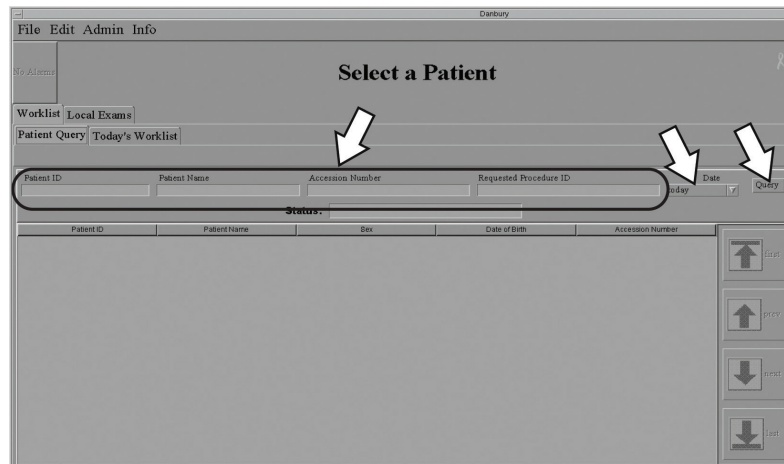 Danbury
File Edit Admin Info
No Alarms
Select a Patient
Worklist Local Exams
Patient Query Today's Worklist
Patient ID Patient Name Accession Number Requested Procedure ID Date
Today Query
Status:
Patient ID Patient Name Bex Date of Birth Accession Number
first
prev
next
last